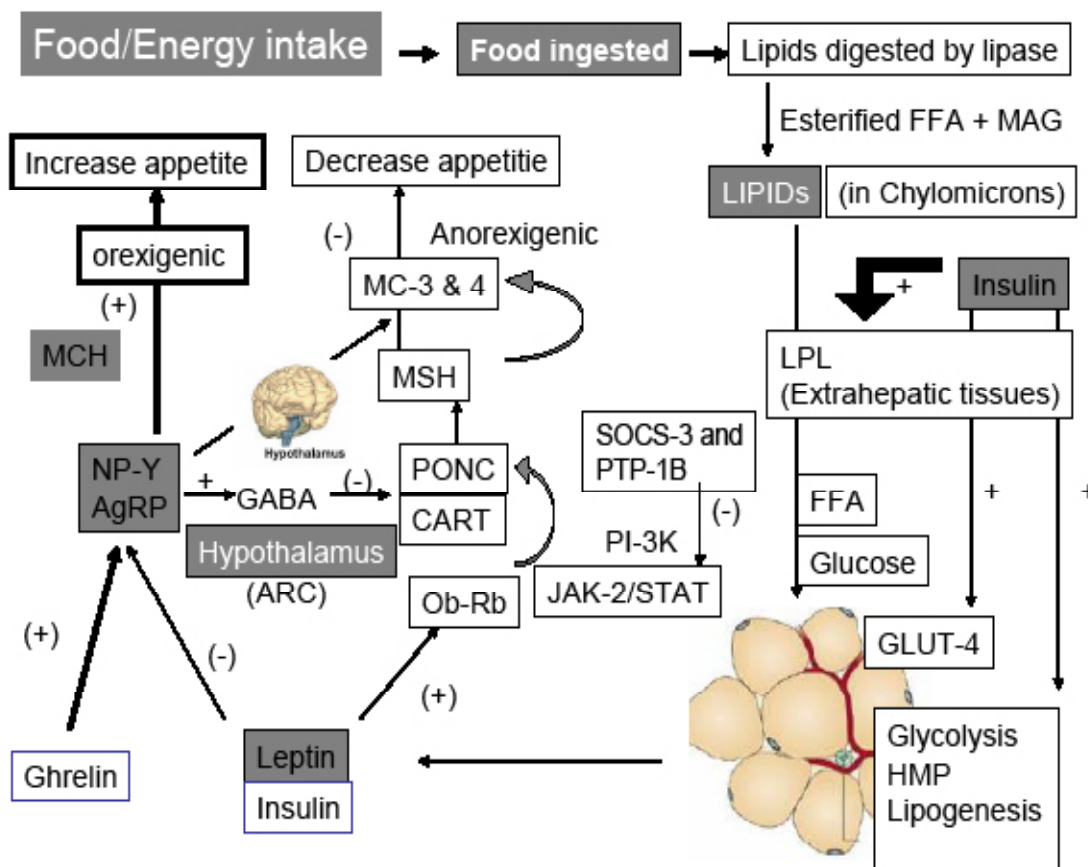 Food/Energy intake
Food ingested
Lipids digested by lipase
Esterified FFA + MAG
LIPIDs
(in Chylomicrons)
Increase appetite
Decrease appetitie
orexigenic
(+)
(-)
Anorexigenic
MC-3 & 4
+
Insulin
MCH
MSH
LPL
(Extrahepatic tissues)
Hypothalamus
SOCS-3 and
PTP-1B
(-)
NP-Y
AgRP
+
GABA
(-)
PONC
CART
FFA
+
+
Hypothalamus
(ARC)
PI-3K
JAK-2/STAT
Glucose
Ob-Rb
GLUT-4
(+)
(-)
(+)
Ghrelin
Leptin
Insulin
Glycolysis
HMP
Lipogenesis